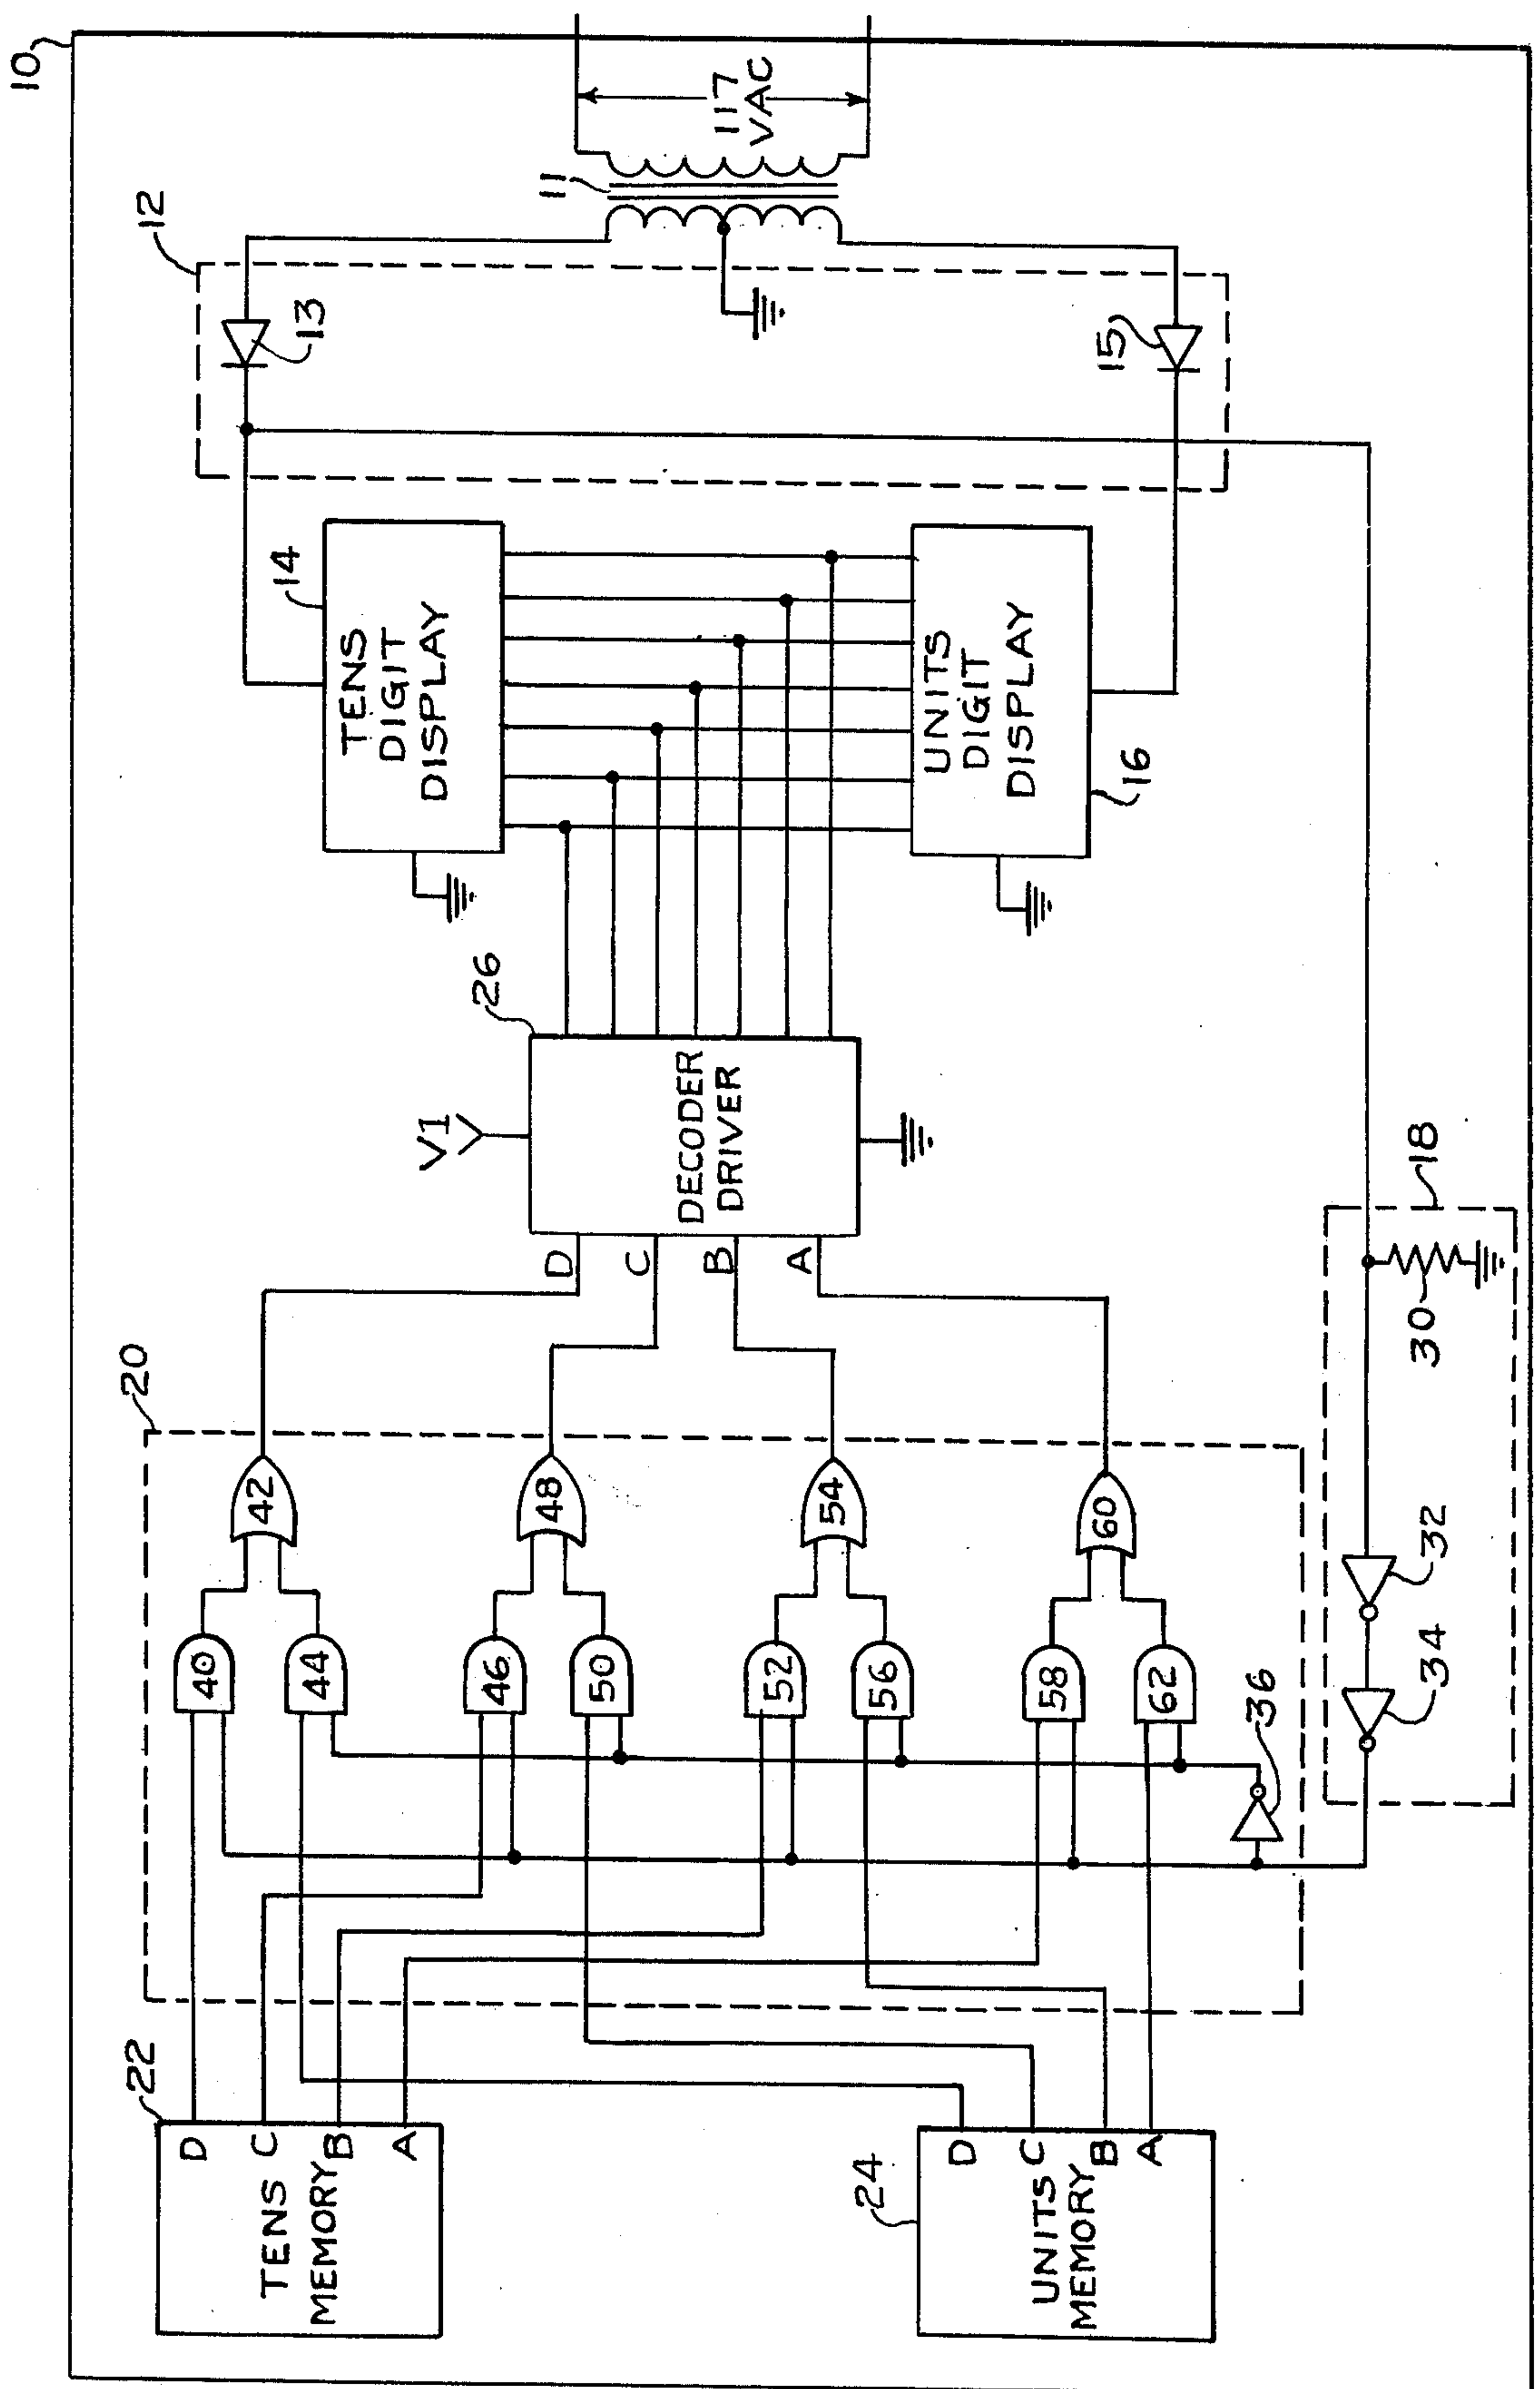 10
12
11
117
VAC
13
15
14
TENS
DIGIT
DISPLAY
UNITS
DIGIT
DISPLAY
16
26
V1
DECODER
DRIVER
D
C
B
A
18
30
32
34
20
42
48
54
60
40
44
46
50
52
56
58
62
36
22
D
C
B
A
TENS
MEMORY
24
D
C
B
A
UNITS
MEMORY